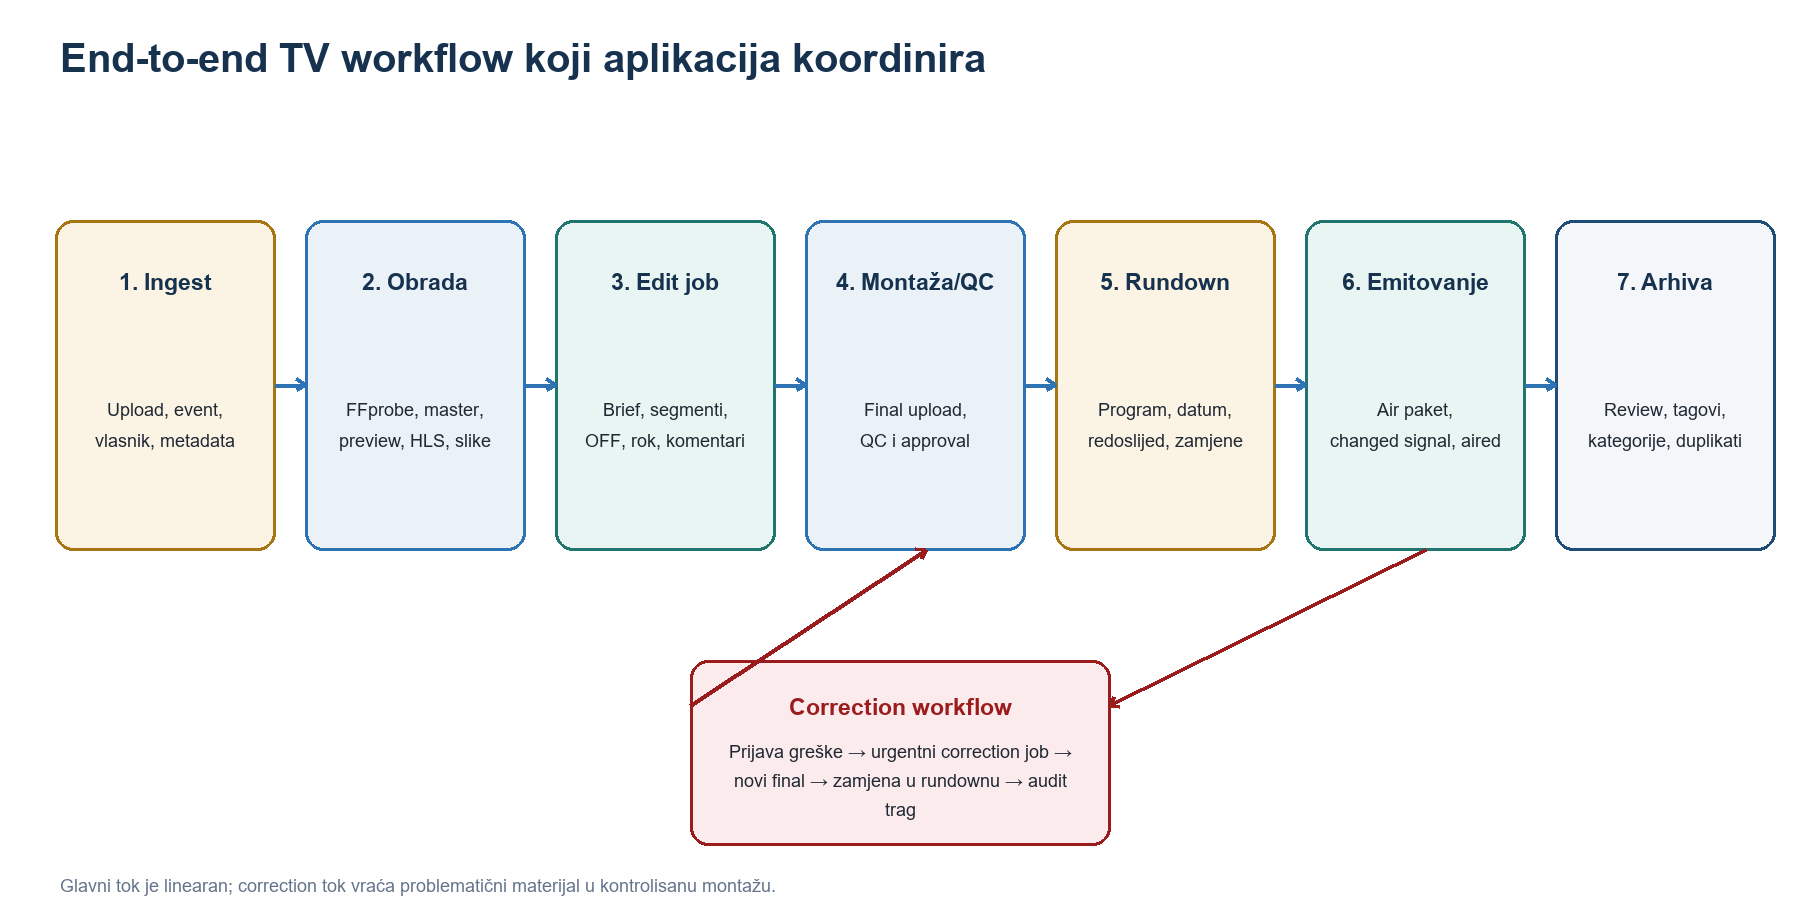 End-to-end TV workflow koji aplikacija koordinira
1. Ingest
Upload, event,
vlasnik, metadata
2. Obrada
FFprobe, master,
preview, HLS, slike
3. Edit job
Brief, segmenti,
OFF, rok, komentari
4. Montaža/QC
Final upload,
QC i approval
5. Rundown
Program, datum,
redoslijed, zamjene
6. Emitovanje
Air paket,
changed signal, aired
7. Arhiva
Review, tagovi,
kategorije, duplikati
Correction workflow
Prijava greške → urgentni correction job →
novi final → zamjena u rundownu → audit
trag
Glavni tok je linearan; correction tok vraća problematični materijal u kontrolisanu montažu.